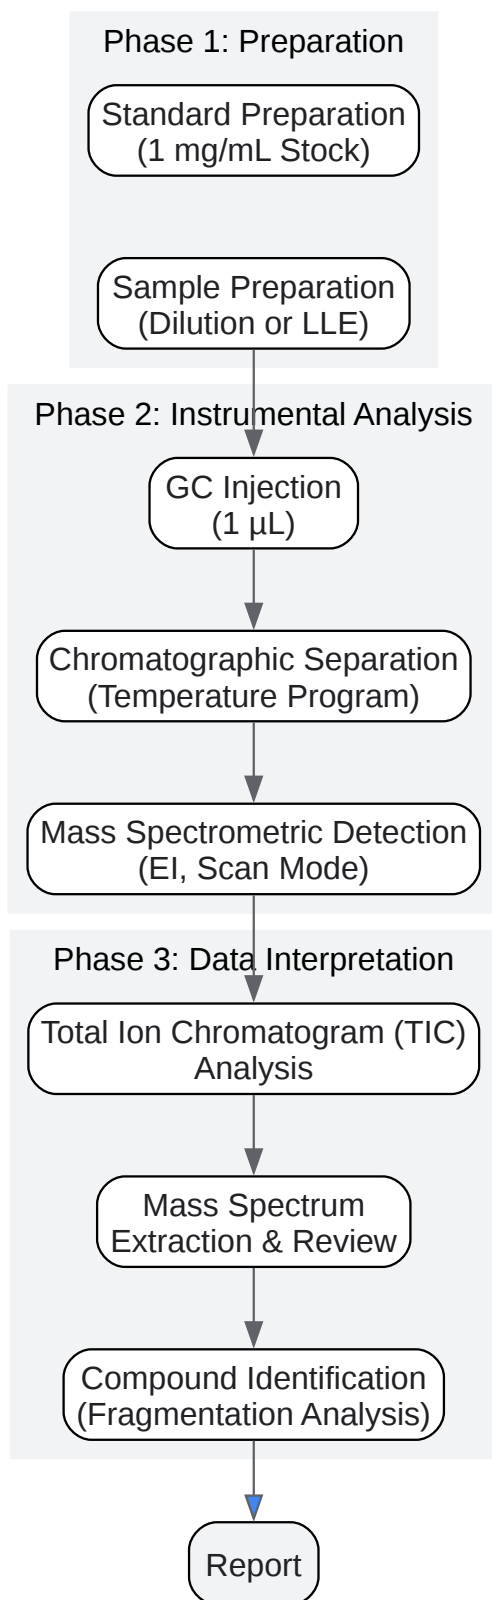 Phase 1: Preparation
Standard Preparation
(1 mg/mL Stock)
Sample Preparation
(Dilution or LLE)
Phase 2: Instrumental Analysis
GC Injection
(1 µL)
Chromatographic Separation
(Temperature Program)
Mass Spectrometric Detection
(EI, Scan Mode)
Phase 3: Data Interpretation
Total Ion Chromatogram (TIC)
Analysis
Mass Spectrum
Extraction & Review
Compound Identification
(Fragmentation Analysis)
Report